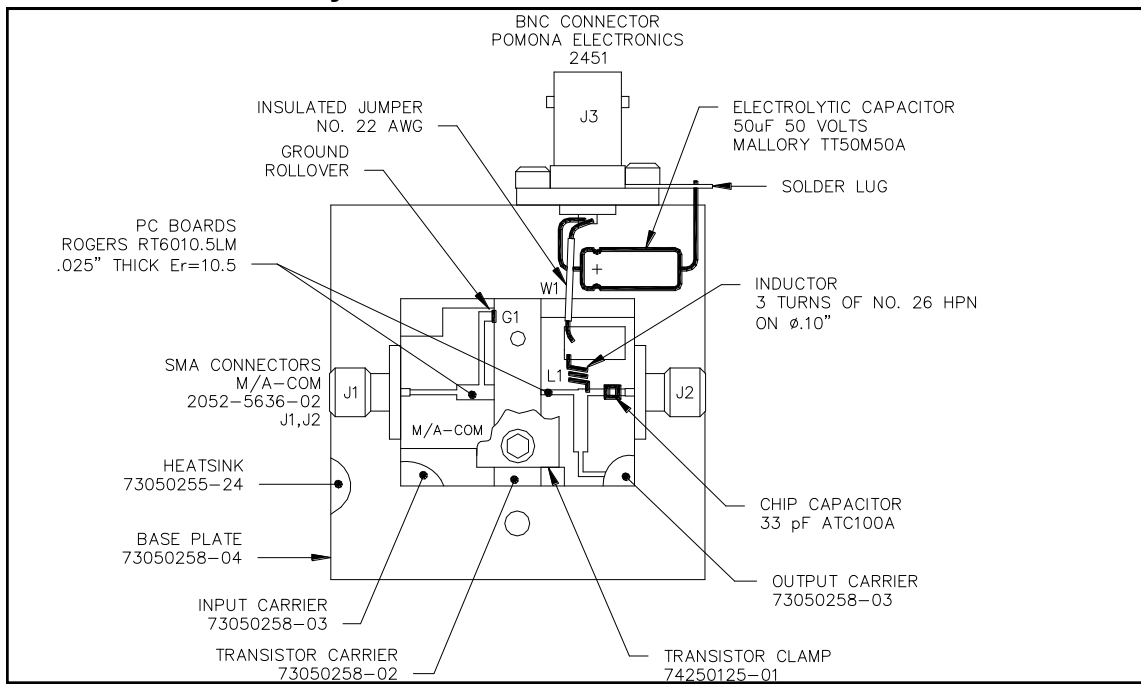 BNC CONNECTOR
POMONA ELECTRONICS
2451
J3
INSULATED JUMPER
NO. 22 AWG
ELECTROLYTIC CAPACITOR
50uF 50 VOLTS
MALLORY TT50M50A
GROUND
ROLLOVER
SOLDER LUG
PC BOARDS
ROGERS RT6010.5LM
.025" THICK Er=10.5
+
W1
INDUCTOR
3 TURNS OF NO. 26 HPN
ON ø.10"
G1
SMA CONNECTORS
M/A-COM
2052-5636-02
J1,J2
J1
L1
J2
M/A-COM
HEATSINK
73050255-24
CHIP CAPACITOR
33 pF ATC100A
BASE PLATE
73050258-04
OUTPUT CARRIER
73050258-03
INPUT CARRIER
73050258-03
TRANSISTOR CARRIER
73050258-02
TRANSISTOR CLAMP
74250125-01